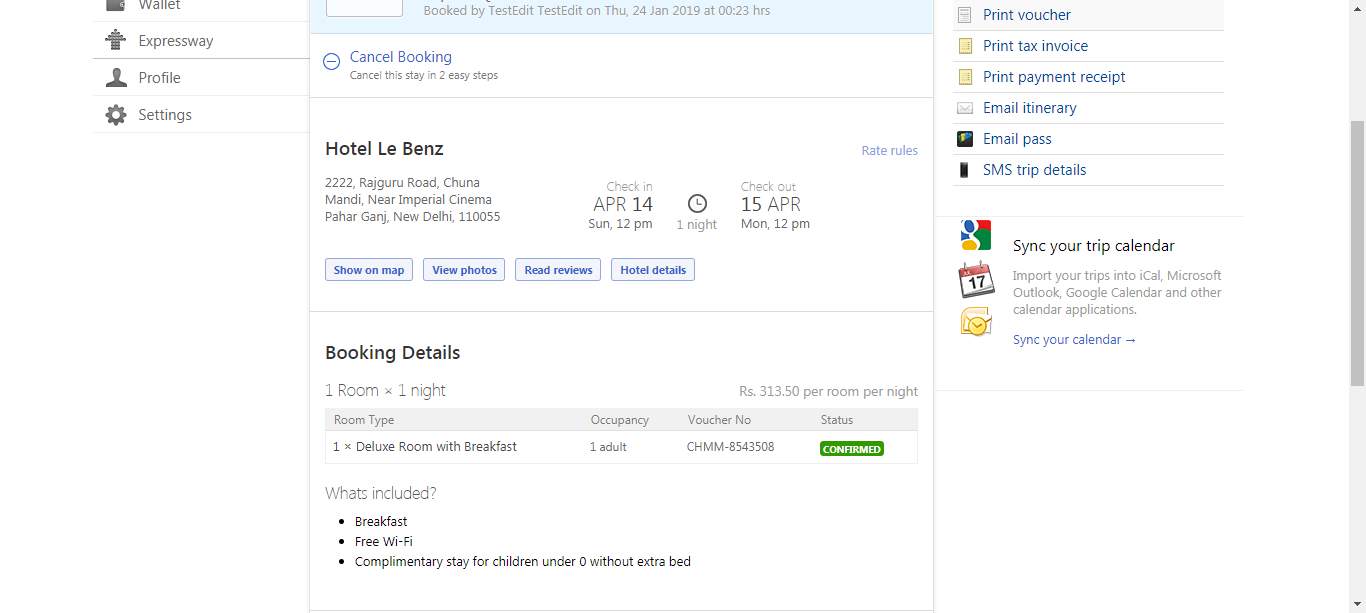 Wallet
Expressway
Profile
Settings
Booked by TestEdit TestEdit on Thu, 24 Jan 2019 at 00:23 hrs
Cancel Booking
Cancel this stay in 2 easy steps
Hotel Le Benz
Rate rules
2222, Rajguru Road, Chuna
Mandi, Near Imperial Cinema
Pahar Ganj, New Delhi, 110055
Check in
APR 14
Sun, 12 pm
1 night
Check out
15 APR
Mon, 12 pm
Show on map
View photos
Read reviews
Hotel details
Booking Details
1 Room × 1 night
Rs. 313.50 per room per night
Room Type Occupancy Voucher No Status
1 × Deluxe Room with Breakfast 1 adult CHMM-8543508 CONFIRMED
Whats included?
Breakfast
Free Wi-Fi
Complimentary stay for children under 0 without extra bed
Print voucher
Print tax invoice
Print payment receipt
Email itinerary
Email pass
SMS trip details
17
Sync your trip calendar
Import your trips into iCal, Microsoft
Outlook, Google Calendar and other
calendar applications.
Sync your calendar →